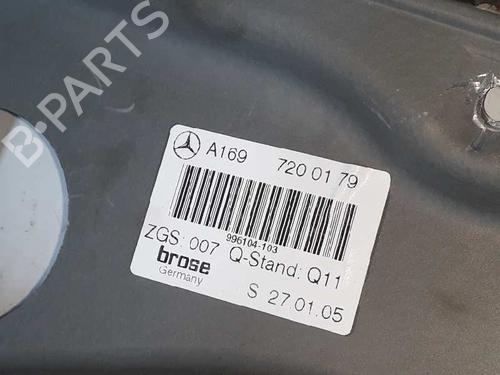 B-PARTS
A169 720 01 79
996104-103
ZGS: 007 Q-Stand: Q11
brose
Germany
S 27.01.05